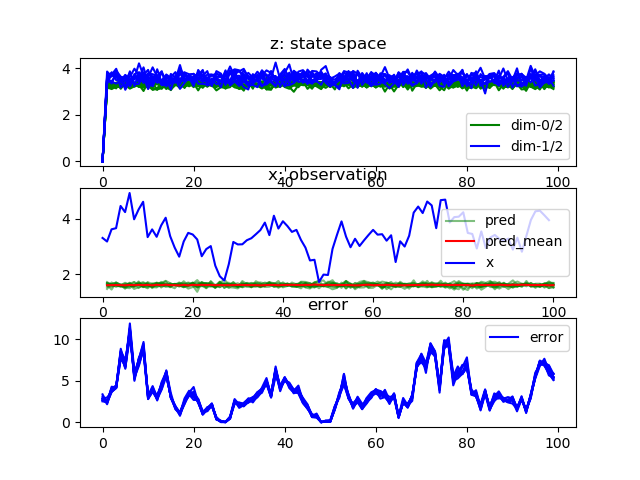 z: state space
4
2
0
dim-0/2
dim-1/2
0 20 40 60 80 100
x: observation
4
2
pred
pred_mean
x
0 20 40 60 80 100
error
10
5
0
error
0 20 40 60 80 100